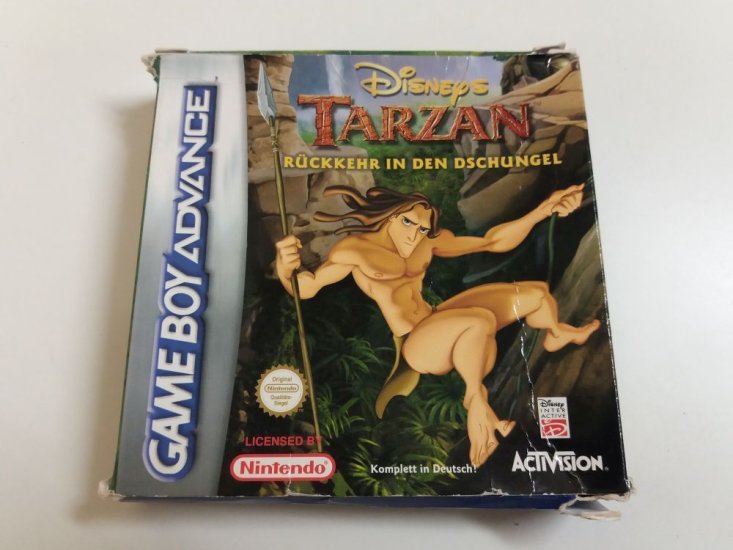 GAME BOY ADVANCE
Disney's
TARZAN
TM
RÜCKKEHR IN DEN DSCHUNGEL
Original
Nintendo
Qualitäts-
Siegel
LICENSED BY
Nintendo
Komplett in Deutsch!
Disney
INTER
ACTIVE
ACTIVISION